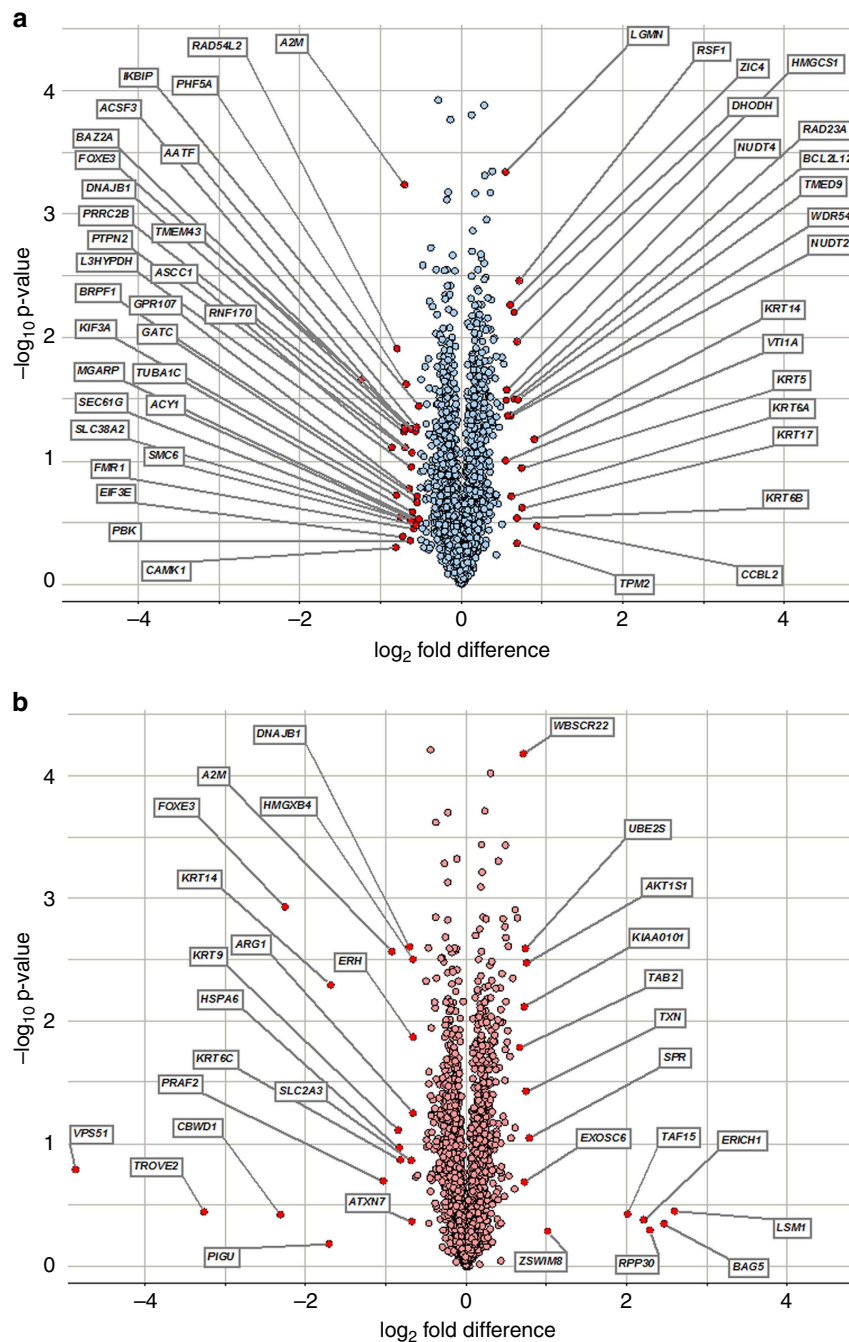 a
RAD54L2
A2M
LGMN
RSF1
ZIC4
HMGCS1
IKBIP
PHF5A
DHODH
ACSF3
RAD23A
BAZ2A
AATF
NUDT4
BCL2L12
FOXE3
TMED9
DNAJB1
WDR54
PRRC2B
TMEM43
NUDT2
PTPN2
L3HYPDH
ASCC1
BRPF1
GPR107
RNF170
KRT14
KIF3A
GATC
VTI1A
MGARP
TUBA1C
KRT5
SEC61G
ACY1
KRT6A
SLC38A2
KRT17
SMC6
FMR1
EIF3E
KRT6B
PBK
CAMK1
TPM2
CCBL2
4
3
2
1
0
–log10 p-value
–4 –2 0 2 4
log2 fold difference
b
DNAJB1
WBSCR22
A2M
FOXE3
HMGXB4
UBE2S
KRT14
AKT1S1
ARG1
KIAA0101
KRT9
ERH
TAB2
HSPA6
TXN
KRT6C
SPR
PRAF2
SLC2A3
CBWD1
VPS51
EXOSC6
TAF15
ERICH1
TROVE2
ATXN7
LSM1
PIGU
ZSWIM8
RPP30
BAG5
4
3
2
1
0
–log10 p-value
–4 –2 0 2 4
log2 fold difference